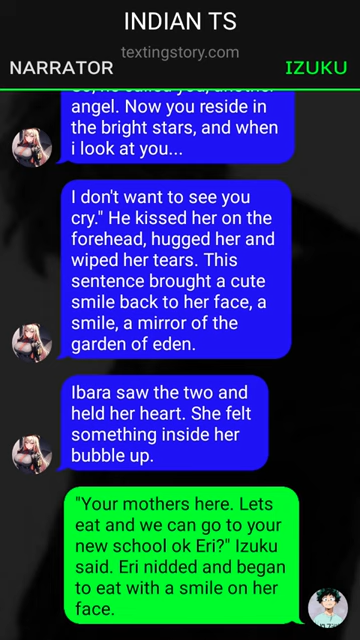 INDIAN TS
textingstory.com
NARRATOR
IZUKU
So, he called you, another
angel. Now you reside in
the bright stars, and when
i look at you...
I don't want to see you
cry." He kissed her on the
forehead, hugged her and
wiped her tears. This
sentence brought a cute
smile back to her face, a
smile, a mirror of the
garden of eden.
Ibara saw the two and
held her heart. She felt
something inside her
bubble up.
"Your mothers here. Lets
eat and we can go to your
new school ok Eri?" Izuku
said. Eri nidded and began
to eat with a smile on her
face.